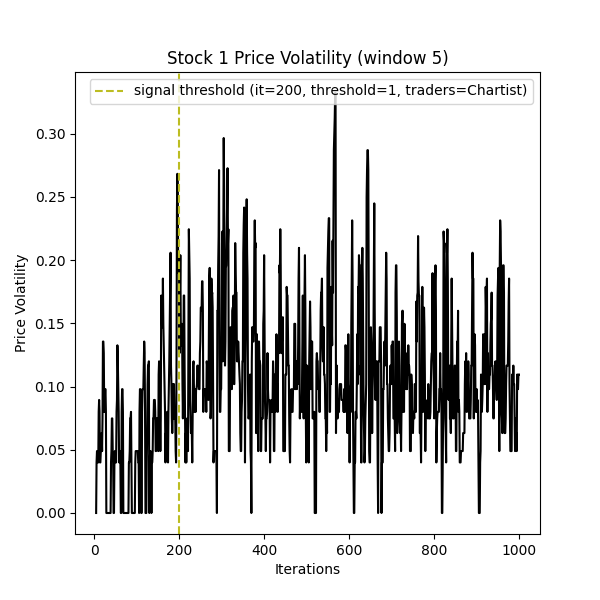 Stock 1 Price Volatility (window 5)
signal threshold (it=200, threshold=1, traders=Chartist)
0.30
0.25
0.20
0.15
0.10
0.05
0.00
Price Volatility
0 200 400 600 800 1000
Iterations